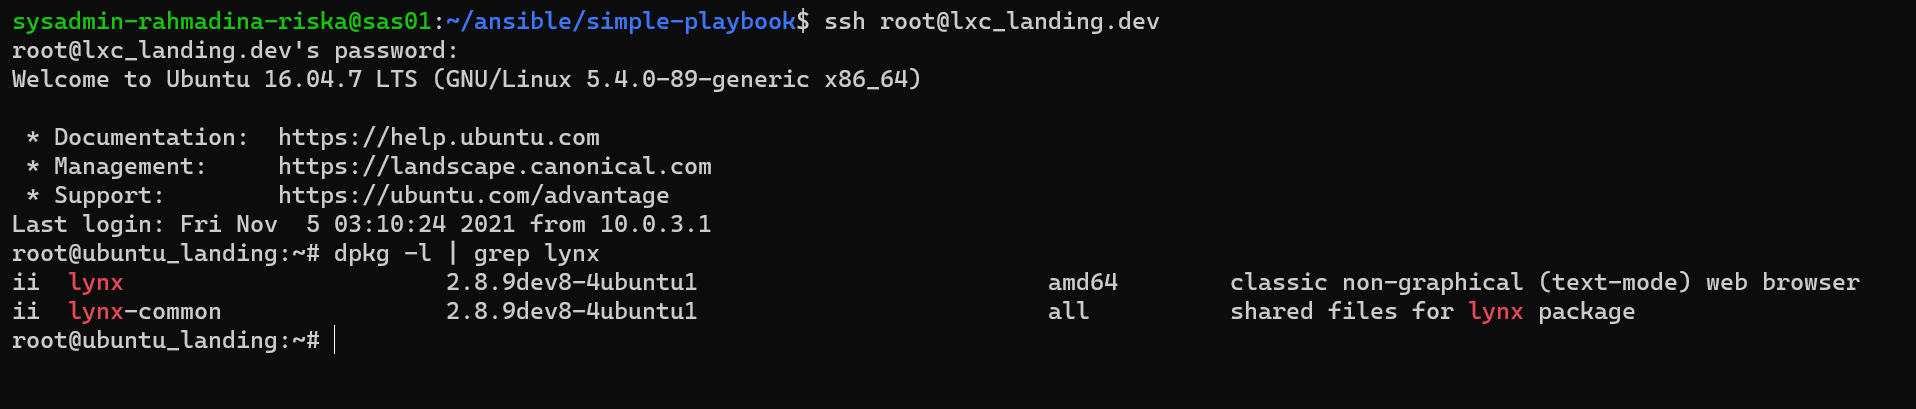 sysadmin-rahmadina-riska@sas01:~/ansible/simple-playbook$ ssh root@lxc_landing.dev
root@lxc_landing.dev's password:
Welcome to Ubuntu 16.04.7 LTS (GNU/Linux 5.4.0-89-generic x86_64)

 * Documentation:  https://help.ubuntu.com
 * Management:     https://landscape.canonical.com
 * Support:        https://ubuntu.com/advantage
Last login: Fri Nov  5 03:10:24 2021 from 10.0.3.1
root@ubuntu_landing:~# dpkg -l | grep lynx
ii  lynx                       2.8.9dev8-4ubuntu1                         amd64        classic non-graphical (text-mode) web browser
ii  lynx-common                2.8.9dev8-4ubuntu1                         all          shared files for lynx package
root@ubuntu_landing:~#